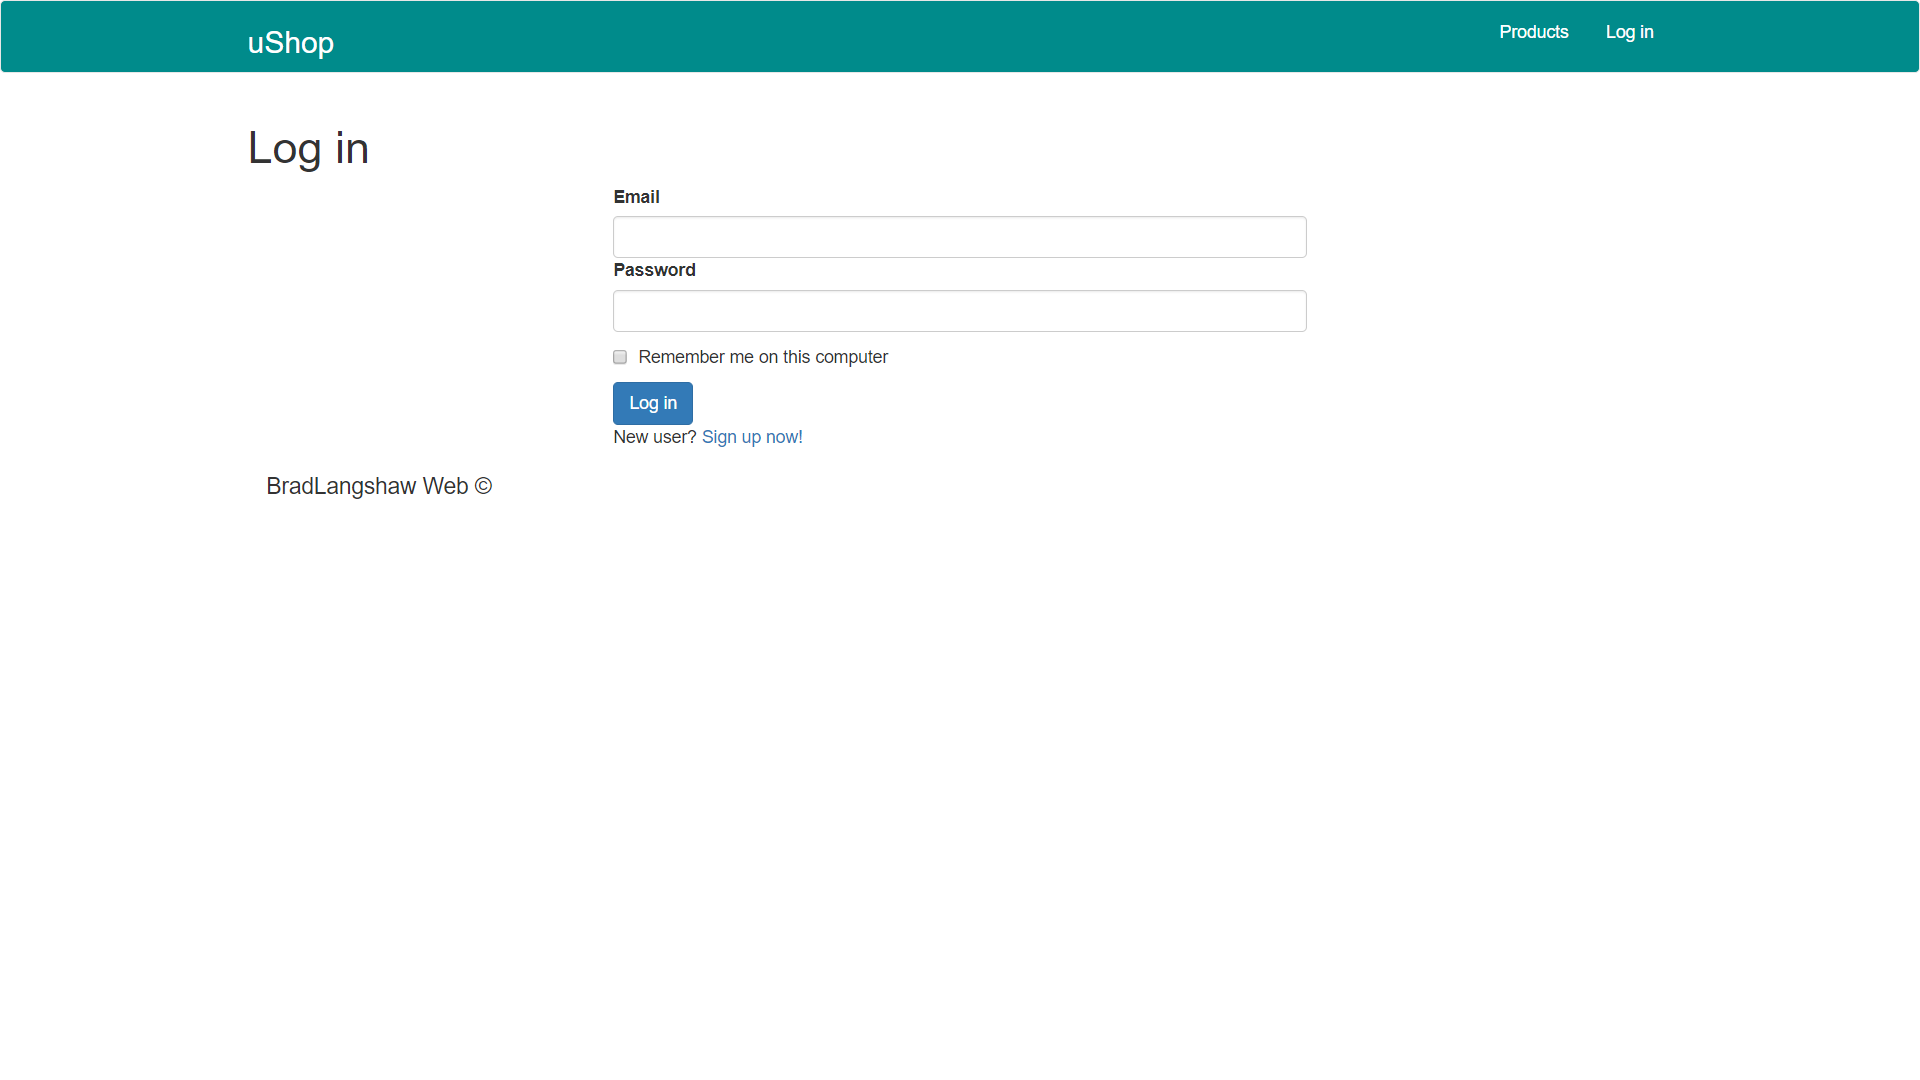 uShop
Products
Log in
Log in
Email
Password
Remember me on this computer
Log in
New user? Sign up now!
BradLangshaw Web ©